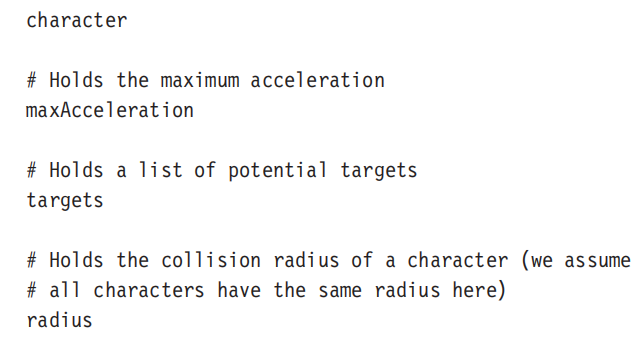 character
# Holds the maximum acceleration
maxAcceleration
# Holds a list of potential targets
targets
# Holds the collision radius of a character (we assume
# all characters have the same radius here)
radius